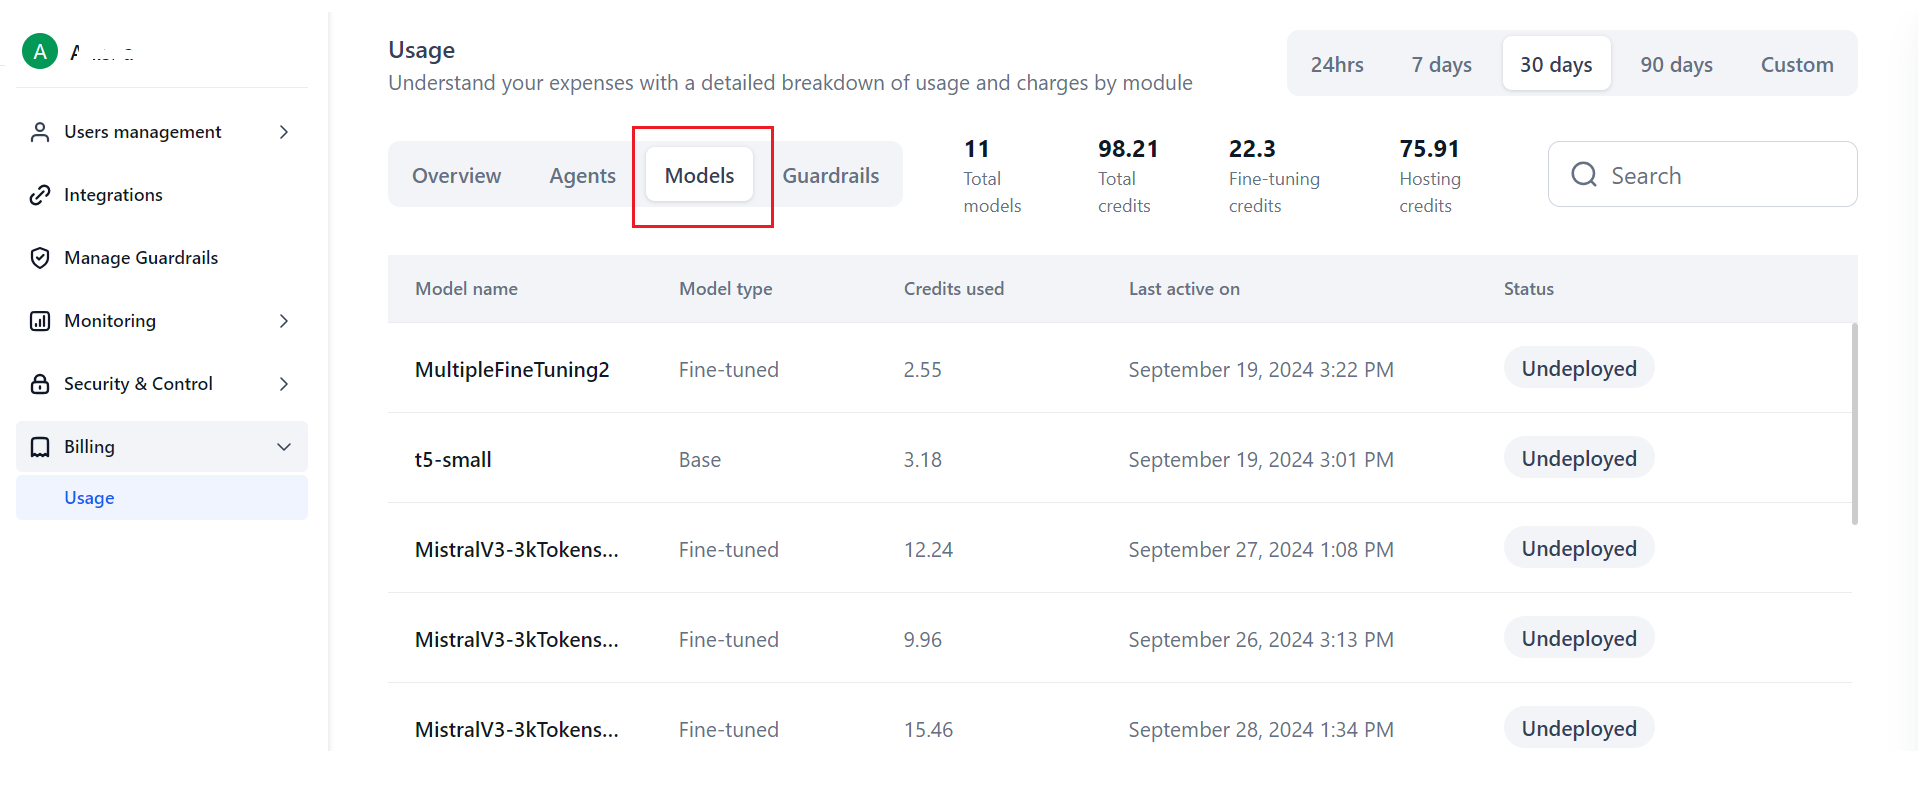 A
Users management
Integrations
Manage Guardrails
Monitoring
Security & Control
Billing
Usage
Usage
Understand your expenses with a detailed breakdown of usage and charges by module
24hrs 7 days 30 days 90 days Custom
Overview Agents Models Guardrails
11
Total
models
98.21
Total
credits
22.3
Fine-tuning
credits
75.91
Hosting
credits
Search
Model name Model type Credits used Last active on Status
MultipleFineTuning2 Fine-tuned 2.55 September 19, 2024 3:22 PM Undeployed
t5-small Base 3.18 September 19, 2024 3:01 PM Undeployed
MistralV3-3kTokens... Fine-tuned 12.24 September 27, 2024 1:08 PM Undeployed
MistralV3-3kTokens... Fine-tuned 9.96 September 26, 2024 3:13 PM Undeployed
MistralV3-3kTokens... Fine-tuned 15.46 September 28, 2024 1:34 PM Undeployed